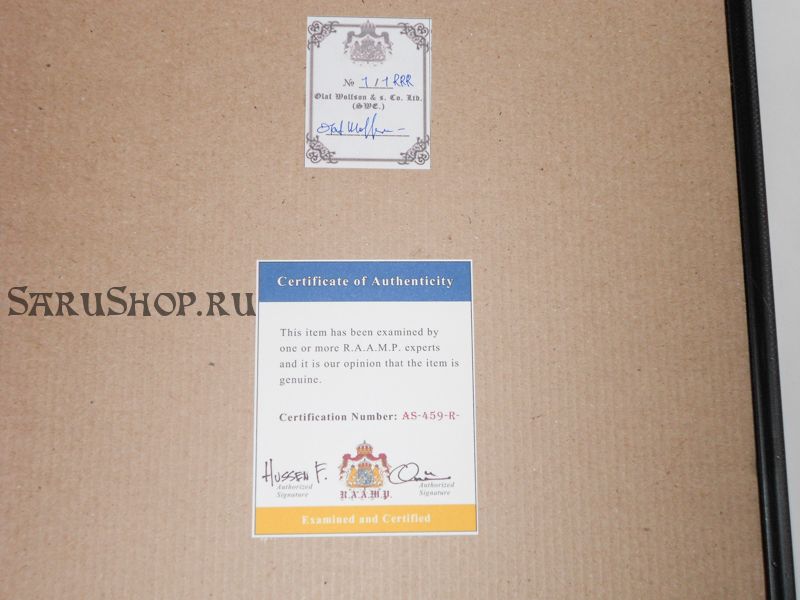 № 1/1 RRR
Olaf Wolfson & s. Co. Ltd.
(SWE.)
Certificate of Authenticity
SARUSHOP.RU
This item has been examined by
one or more R.A.A.M.P. experts
and it is our opinion that the item is
genuine.
Certification Number: AS-459-R-
HUSSEN F.
Authorized
Signature
R.A.A.M.P.
Authorized
Signature
Examined and Certified